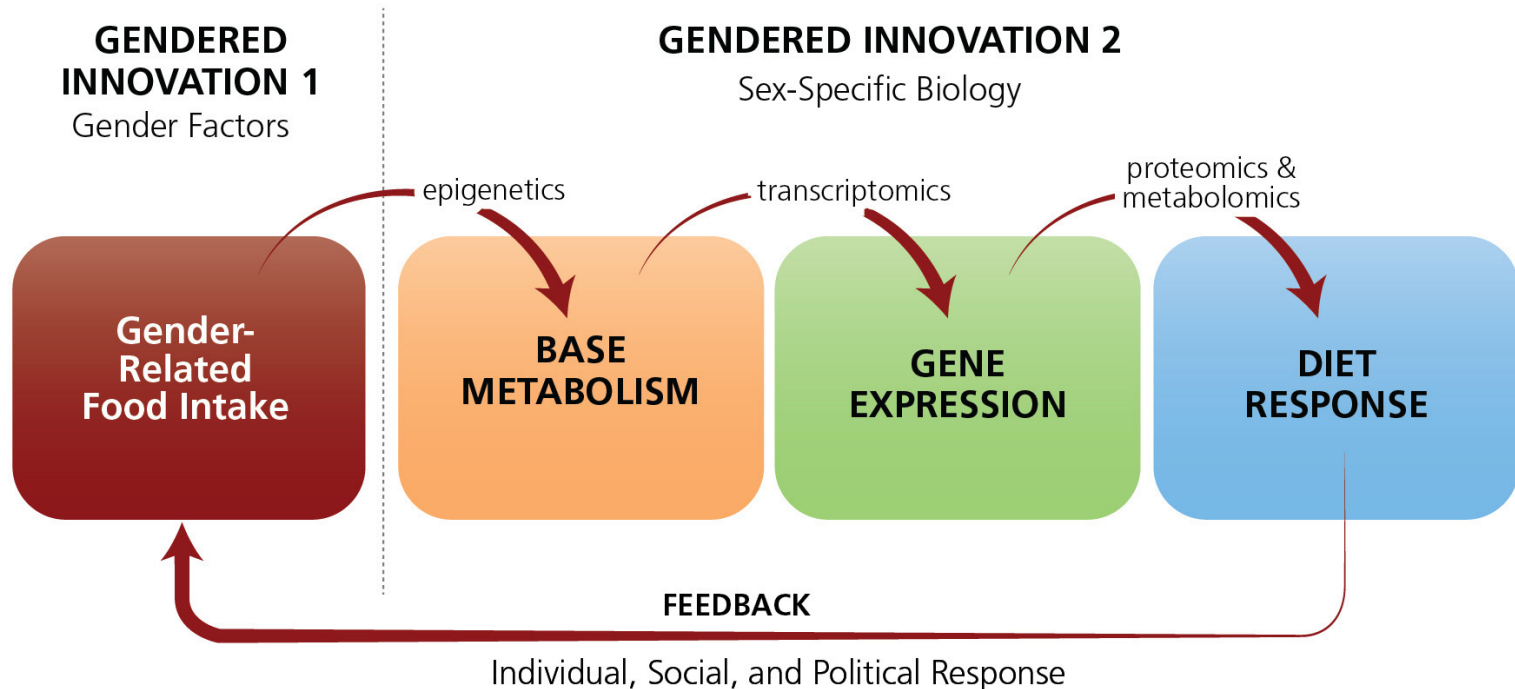 GENDERED
INNOVATION 1
Gender Factors
GENDERED INNOVATION 2
Sex-Specific Biology
epigenetics
transcriptomics
proteomics &
metabolomics
Gender-
Related
Food Intake
BASE
METABOLISM
GENE
EXPRESSION
DIET
RESPONSE
FEEDBACK
Individual, Social, and Political Response